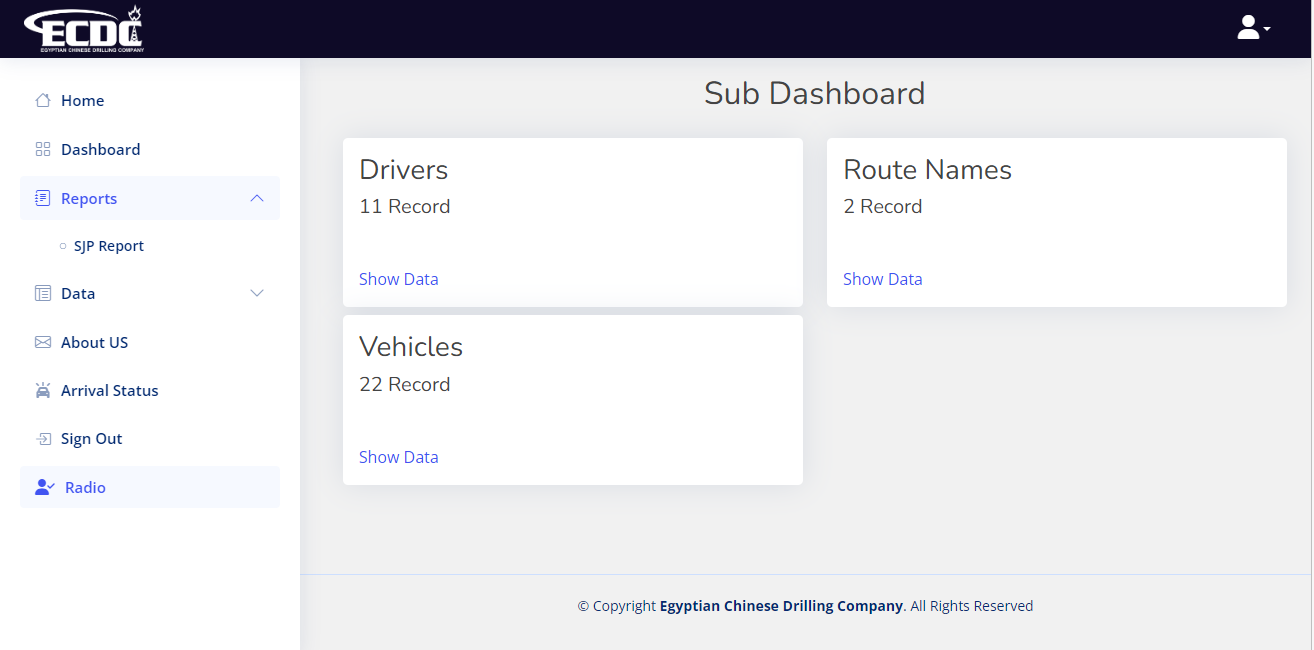 ECDC
EGYPTIAN CHINESE DRILLING COMPANY
Home
Dashboard
Reports
SJP Report
Data
About US
Arrival Status
Sign Out
Radio
Sub Dashboard
Drivers
11 Record
Show Data
Route Names
2 Record
Show Data
Vehicles
22 Record
Show Data
© Copyright Egyptian Chinese Drilling Company. All Rights Reserved